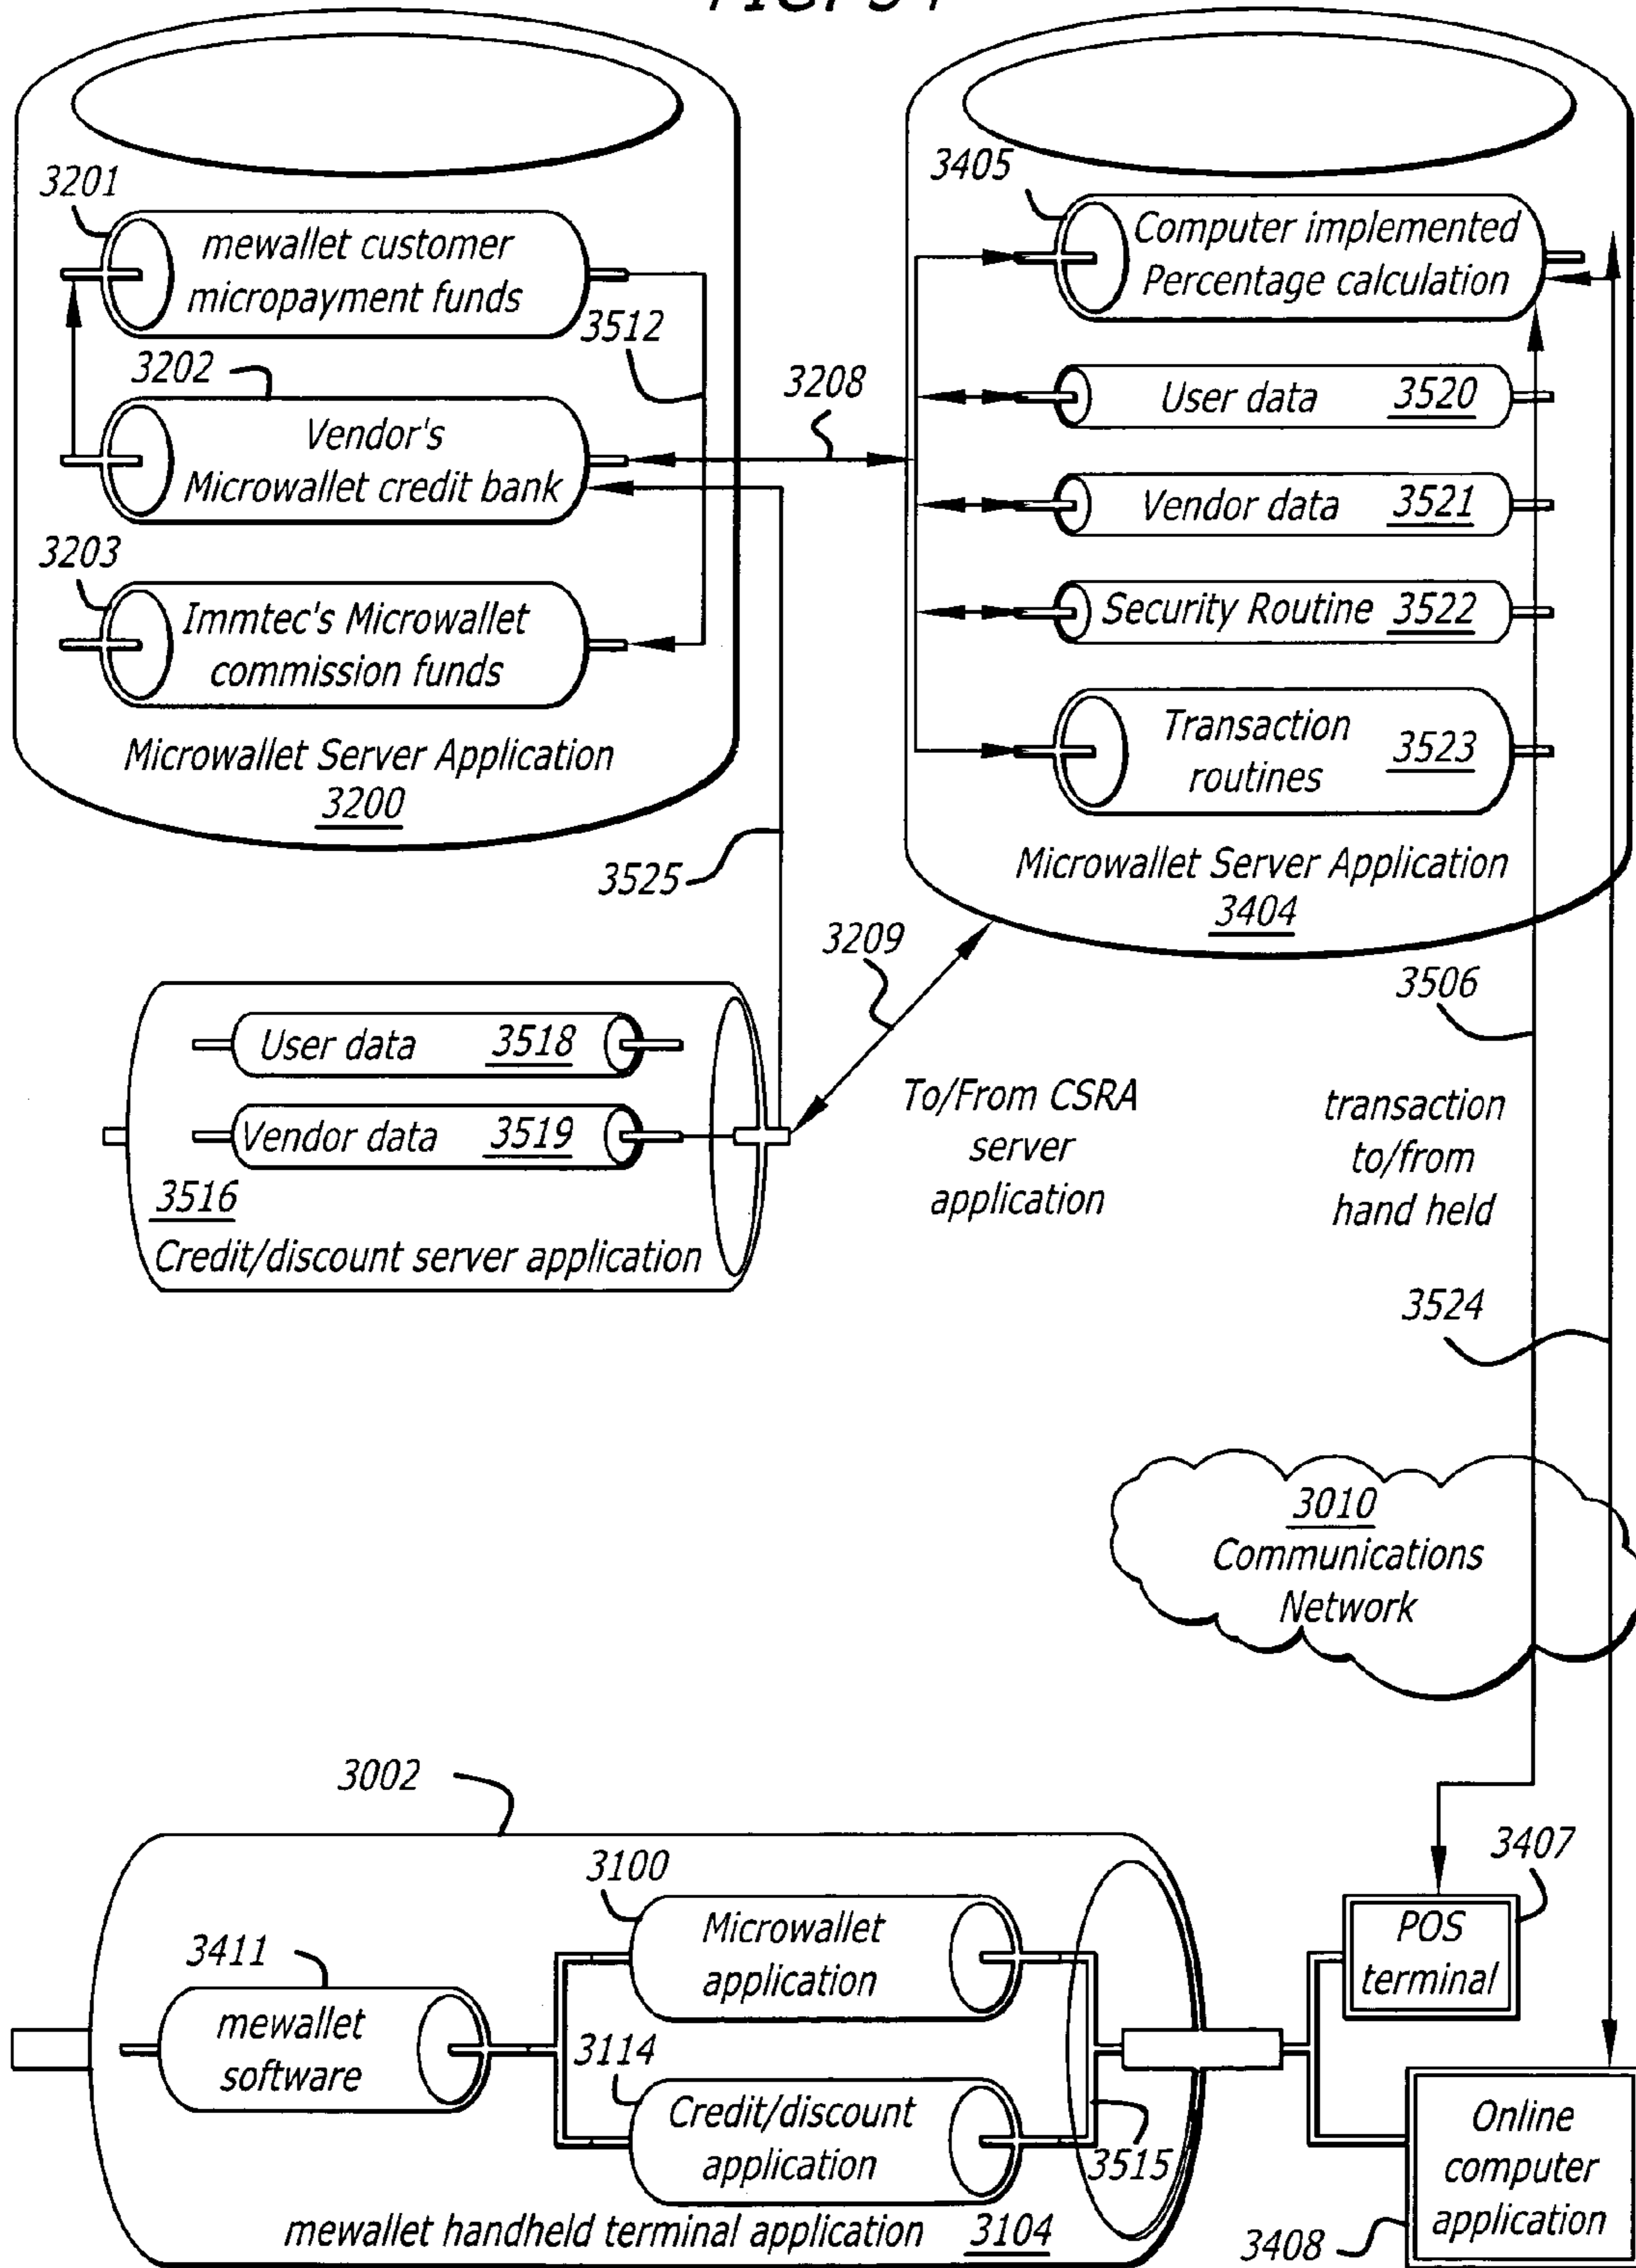 FIG. 34
3201
mewallet customer
micropayment funds
3512
3202
Vendor's
Microwallet credit bank
3203
Immtec's Microwallet
commission funds
Microwallet Server Application
3200
3208
3405
Computer implemented
Percentage calculation
User data 3520
Vendor data 3521
Security Routine 3522
Transaction
routines
3523
Microwallet Server Application
3404
3525
3209
3506
User data 3518
Vendor data 3519
3516
Credit/discount server application
To/From CSRA
server
application
transaction
to/from
hand held
3524
3010
Communications
Network
3002
3100
Microwallet
application
3411
mewallet
software
3114
Credit/discount
application
3515
mewallet handheld terminal application 3104
3407
POS
terminal
Online
computer
application
3408